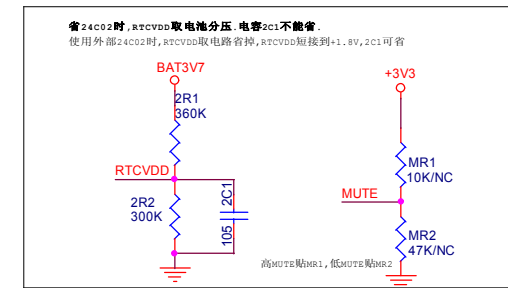 省24C02时,RTCVDD取电池分压.电容2C1不能省.
使用外部24C02时,RTCVDD取电路省掉,RTCVDD短接到+1.8V,2C1可省
BAT3V7
2R1
360K
RTCVDD
2R2
300K
2C1
105
+3V3
MR1
10K/NC
MUTE
MR2
47K/NC
高MUTE贴MR1,低MUTE贴MR2